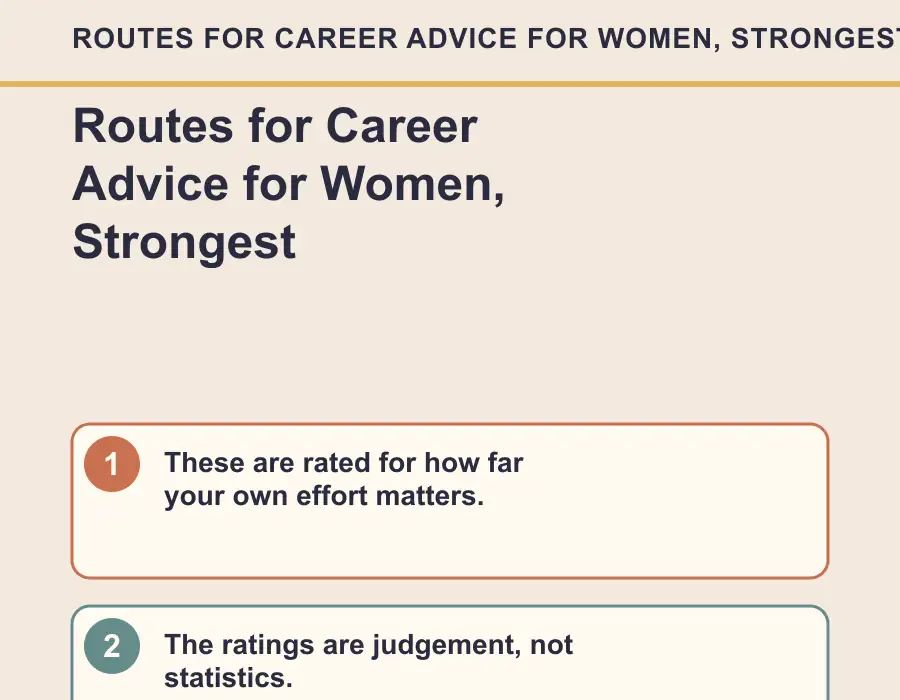 ROUTES FOR CAREER ADVICE FOR WOMEN, STRONGEST
Routes for Career
Advice for Women,
Strongest
1
These are rated for how far
your own effort matters.
2
The ratings are judgement, not
statistics.